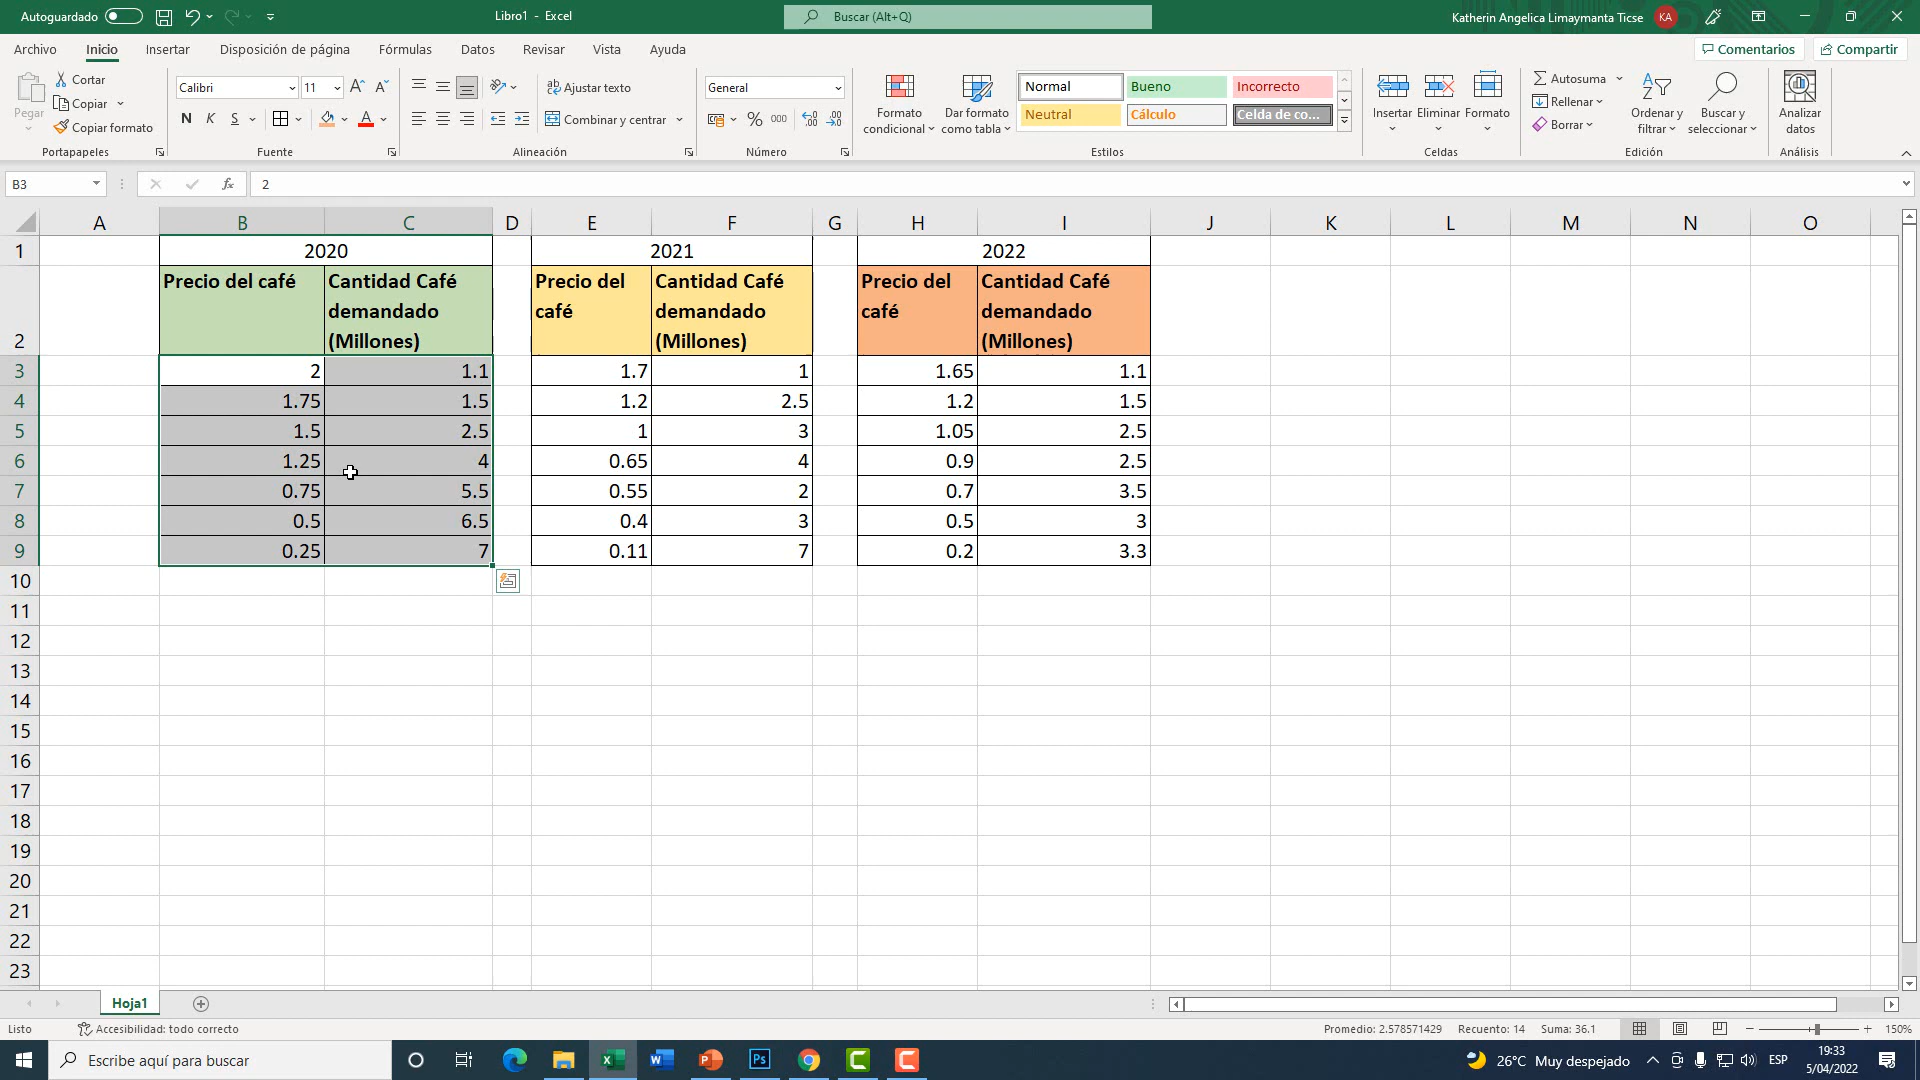 Autoguardado
Libro1 - Excel
Buscar (Alt+Q)
Katherin Angelica Limaymanta Ticse
KA
Archivo
Inicio
Insertar
Disposición de página
Fórmulas
Datos
Revisar
Vista
Ayuda
Comentarios
Compartir
Pegar
Cortar
Copiar
Copiar formato
Portapapeles
Calibri
11
N K S
Fuente
Ajustar texto
Combinar y centrar
Alineación
General
% 000
Número
Formato condicional
Dar formato como tabla
Normal
Bueno
Incorrecto
Neutral
Cálculo
Celda de co...
Estilos
Insertar
Eliminar
Formato
Celdas
Autosuma
Rellenar
Borrar
Ordenar y filtrar
Buscar y seleccionar
Edición
Analizar datos
Análisis
B3
fx
2
A B C D E F G H I J K L M N O
1 2020 2021 2022
2 Precio del café Cantidad Café demandado (Millones) Precio del café Cantidad Café demandado (Millones) Precio del café Cantidad Café demandado (Millones)
3 2 1.1 1.7 1 1.65 1.1
4 1.75 1.5 1.2 2.5 1.2 1.5
5 1.5 2.5 1 3 1.05 2.5
6 1.25 4 0.65 4 0.9 2.5
7 0.75 5.5 0.55 2 0.7 3.5
8 0.5 6.5 0.4 3 0.5 3
9 0.25 7 0.11 7 0.2 3.3
10
11
12
13
14
15
16
17
18
19
20
21
22
23
Hoja1
Listo
Accesibilidad: todo correcto
Promedio: 2.578571429
Recuento: 14
Suma: 36.1
150%
Escribe aquí para buscar
26°C Muy despejado
ESP
19:33
5/04/2022